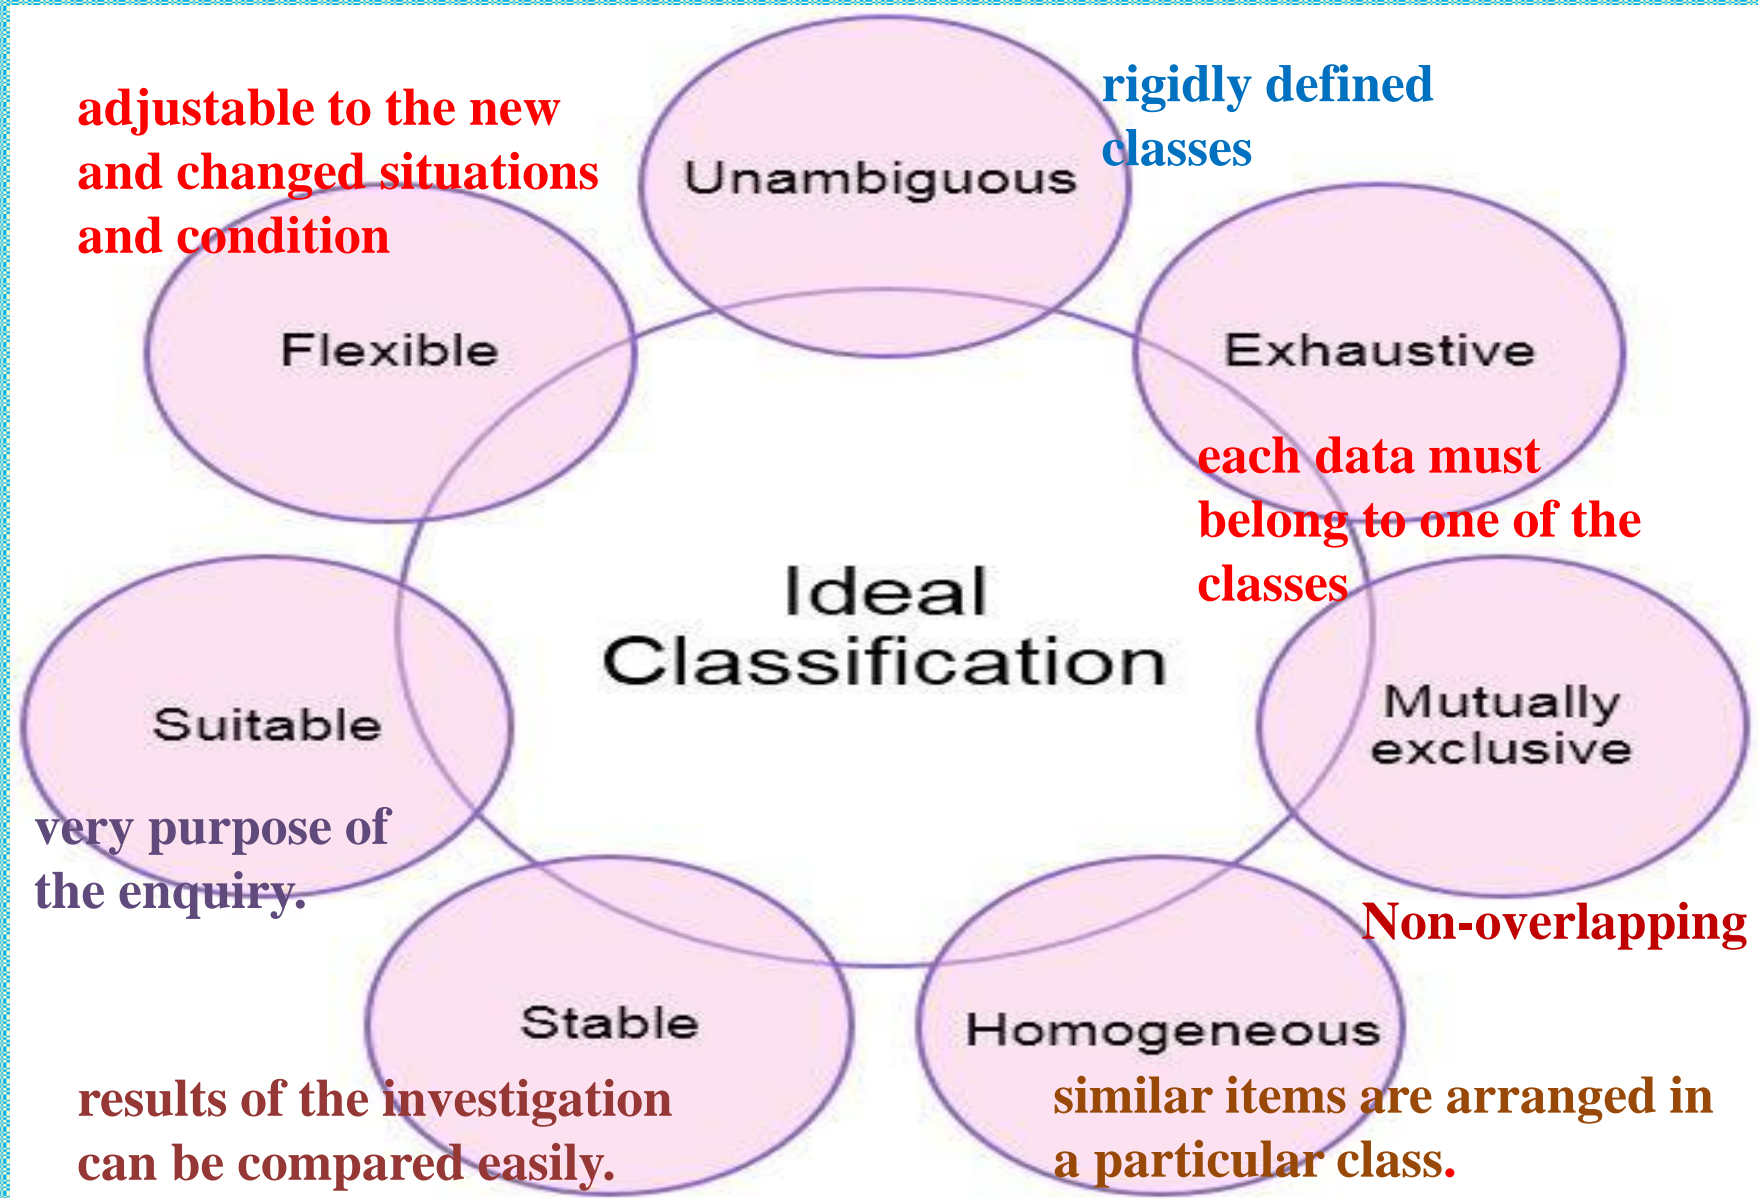 Unambiguous
rigidly defined
classes
Exhaustive
each data must
belong to one of the
classes
Mutually
exclusive
Non-overlapping
Homogeneous
similar items are arranged in
a particular class.
Stable
results of the investigation
can be compared easily.
Suitable
very purpose of
the enquiry.
Flexible
adjustable to the new
and changed situations
and condition
Ideal
Classification